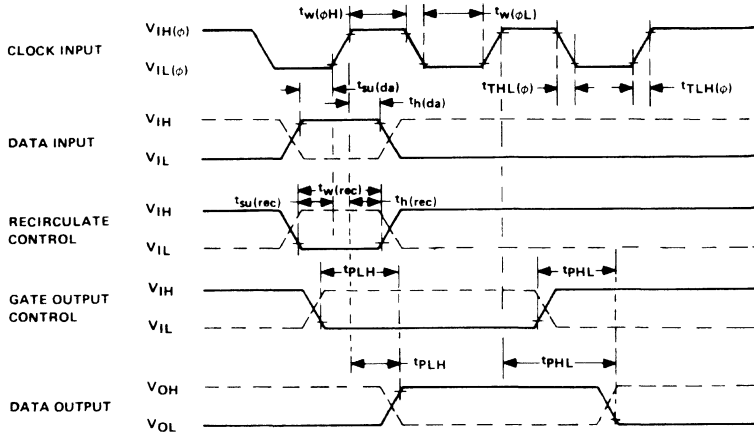 tw(øH)
tw(øL)
CLOCK INPUT
VIH(ø)
VIL(ø)
tsu(da)
th(da)
tTHL(ø)
tTLH(ø)
DATA INPUT
VIH
VIL
RECIRCULATE
CONTROL
VIH
VIL
tsu(rec)
tw(rec)
th(rec)
GATE OUTPUT
CONTROL
VIH
VIL
tPLH
tPHL
DATA OUTPUT
VOH
VOL
tPLH
tPHL